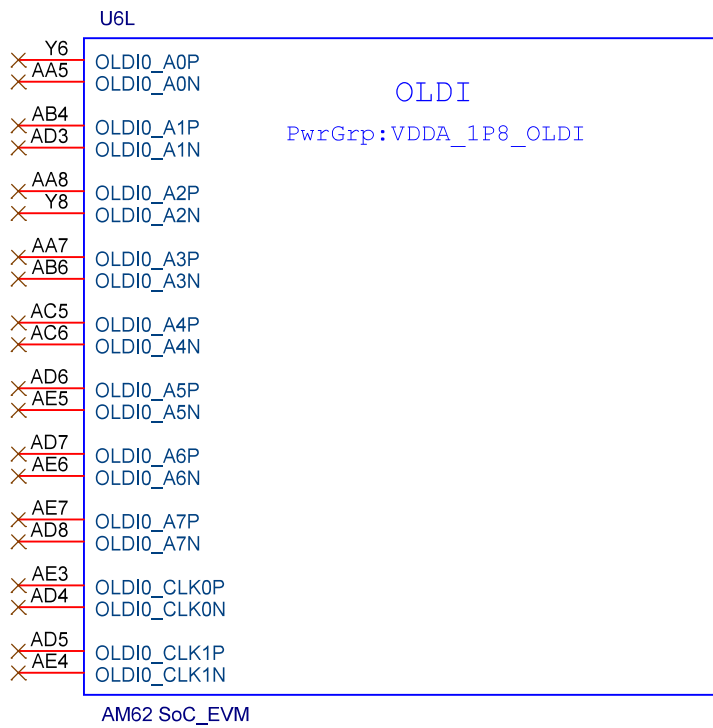 U6L
Y6 OLDI0_A0P
AA5 OLDI0_A0N
OLDI
AB4 OLDI0_A1P
PwrGrp:VDDA_1P8_OLDI
AD3 OLDI0_A1N
AA8 OLDI0_A2P
Y8 OLDI0_A2N
AA7 OLDI0_A3P
AB6 OLDI0_A3N
AC5 OLDI0_A4P
AC6 OLDI0_A4N
AD6 OLDI0_A5P
AE5 OLDI0_A5N
AD7 OLDI0_A6P
AE6 OLDI0_A6N
AE7 OLDI0_A7P
AD8 OLDI0_A7N
AE3 OLDI0_CLK0P
AD4 OLDI0_CLK0N
AD5 OLDI0_CLK1P
AE4 OLDI0_CLK1N
AM62 SoC_EVM